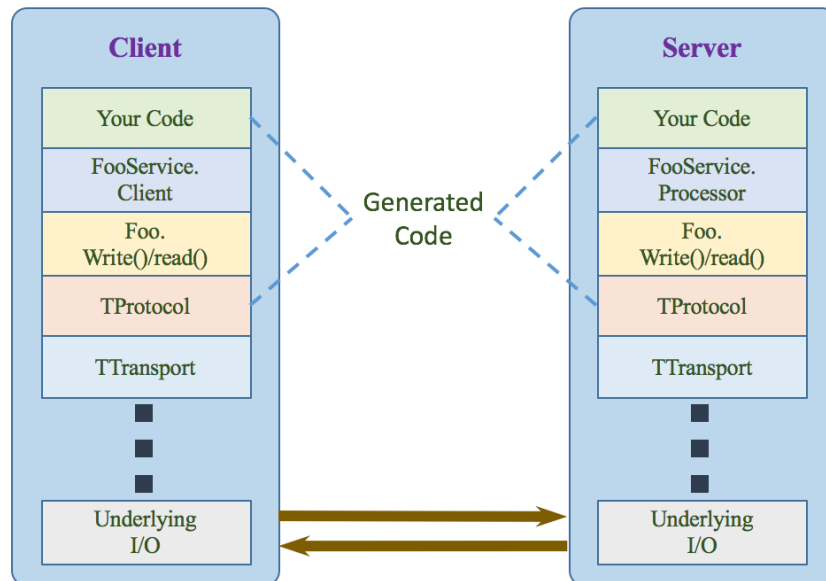 Client
Your Code
FooService.
Client
Foo.
Write()/read()
TProtocol
TTransport
Underlying
I/O
Generated
Code
Server
Your Code
FooService.
Processor
Foo.
Write()/read()
TProtocol
TTransport
Underlying
I/O